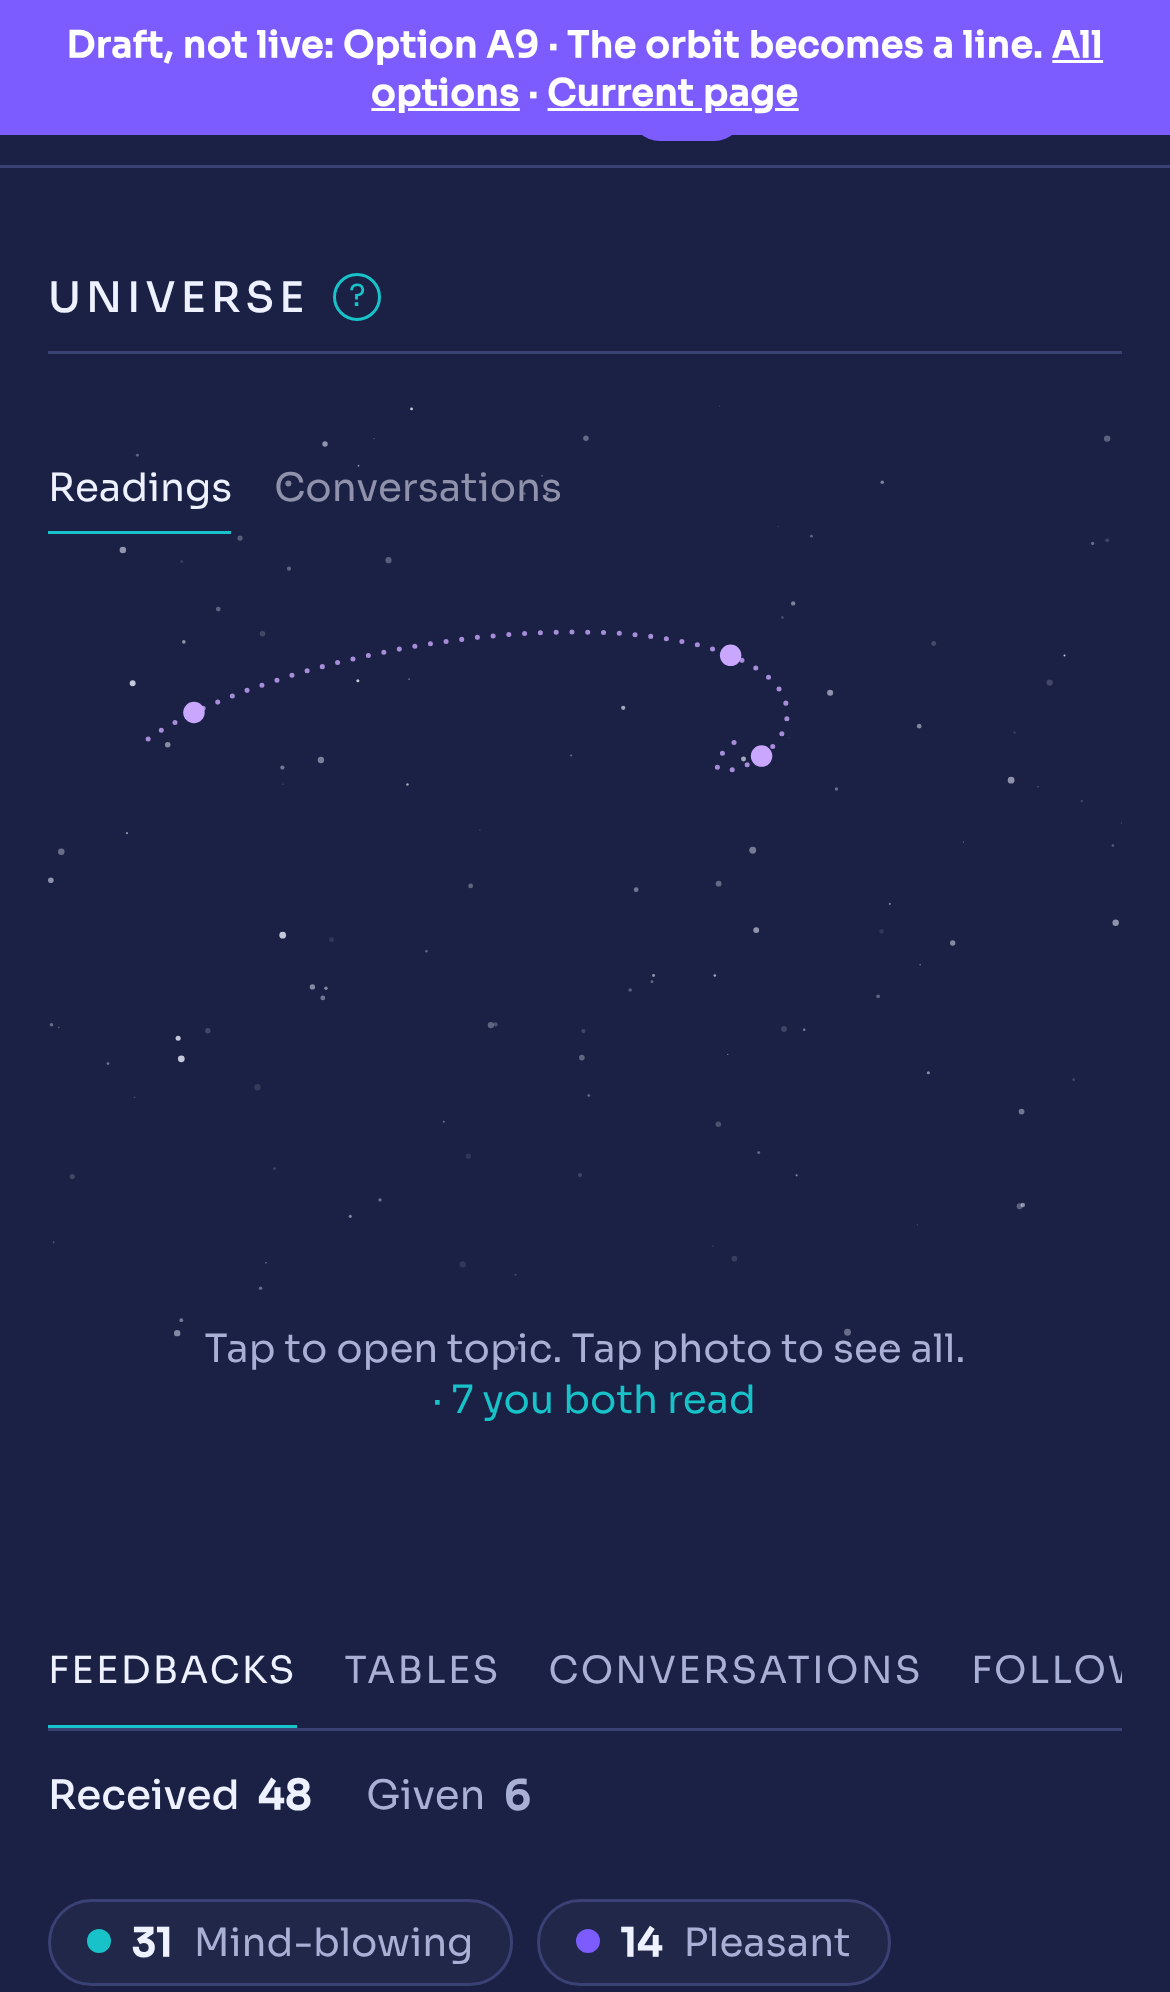 Draft, not live: Option A9 · The orbit becomes a line. All
options · Current page
UNIVERSE ?
Readings Conversations
Tap to open topic. Tap photo to see all.
· 7 you both read
FEEDBACKS TABLES CONVERSATIONS
Received 48 Given 6
31 Mind-blowing 14 Pleasant